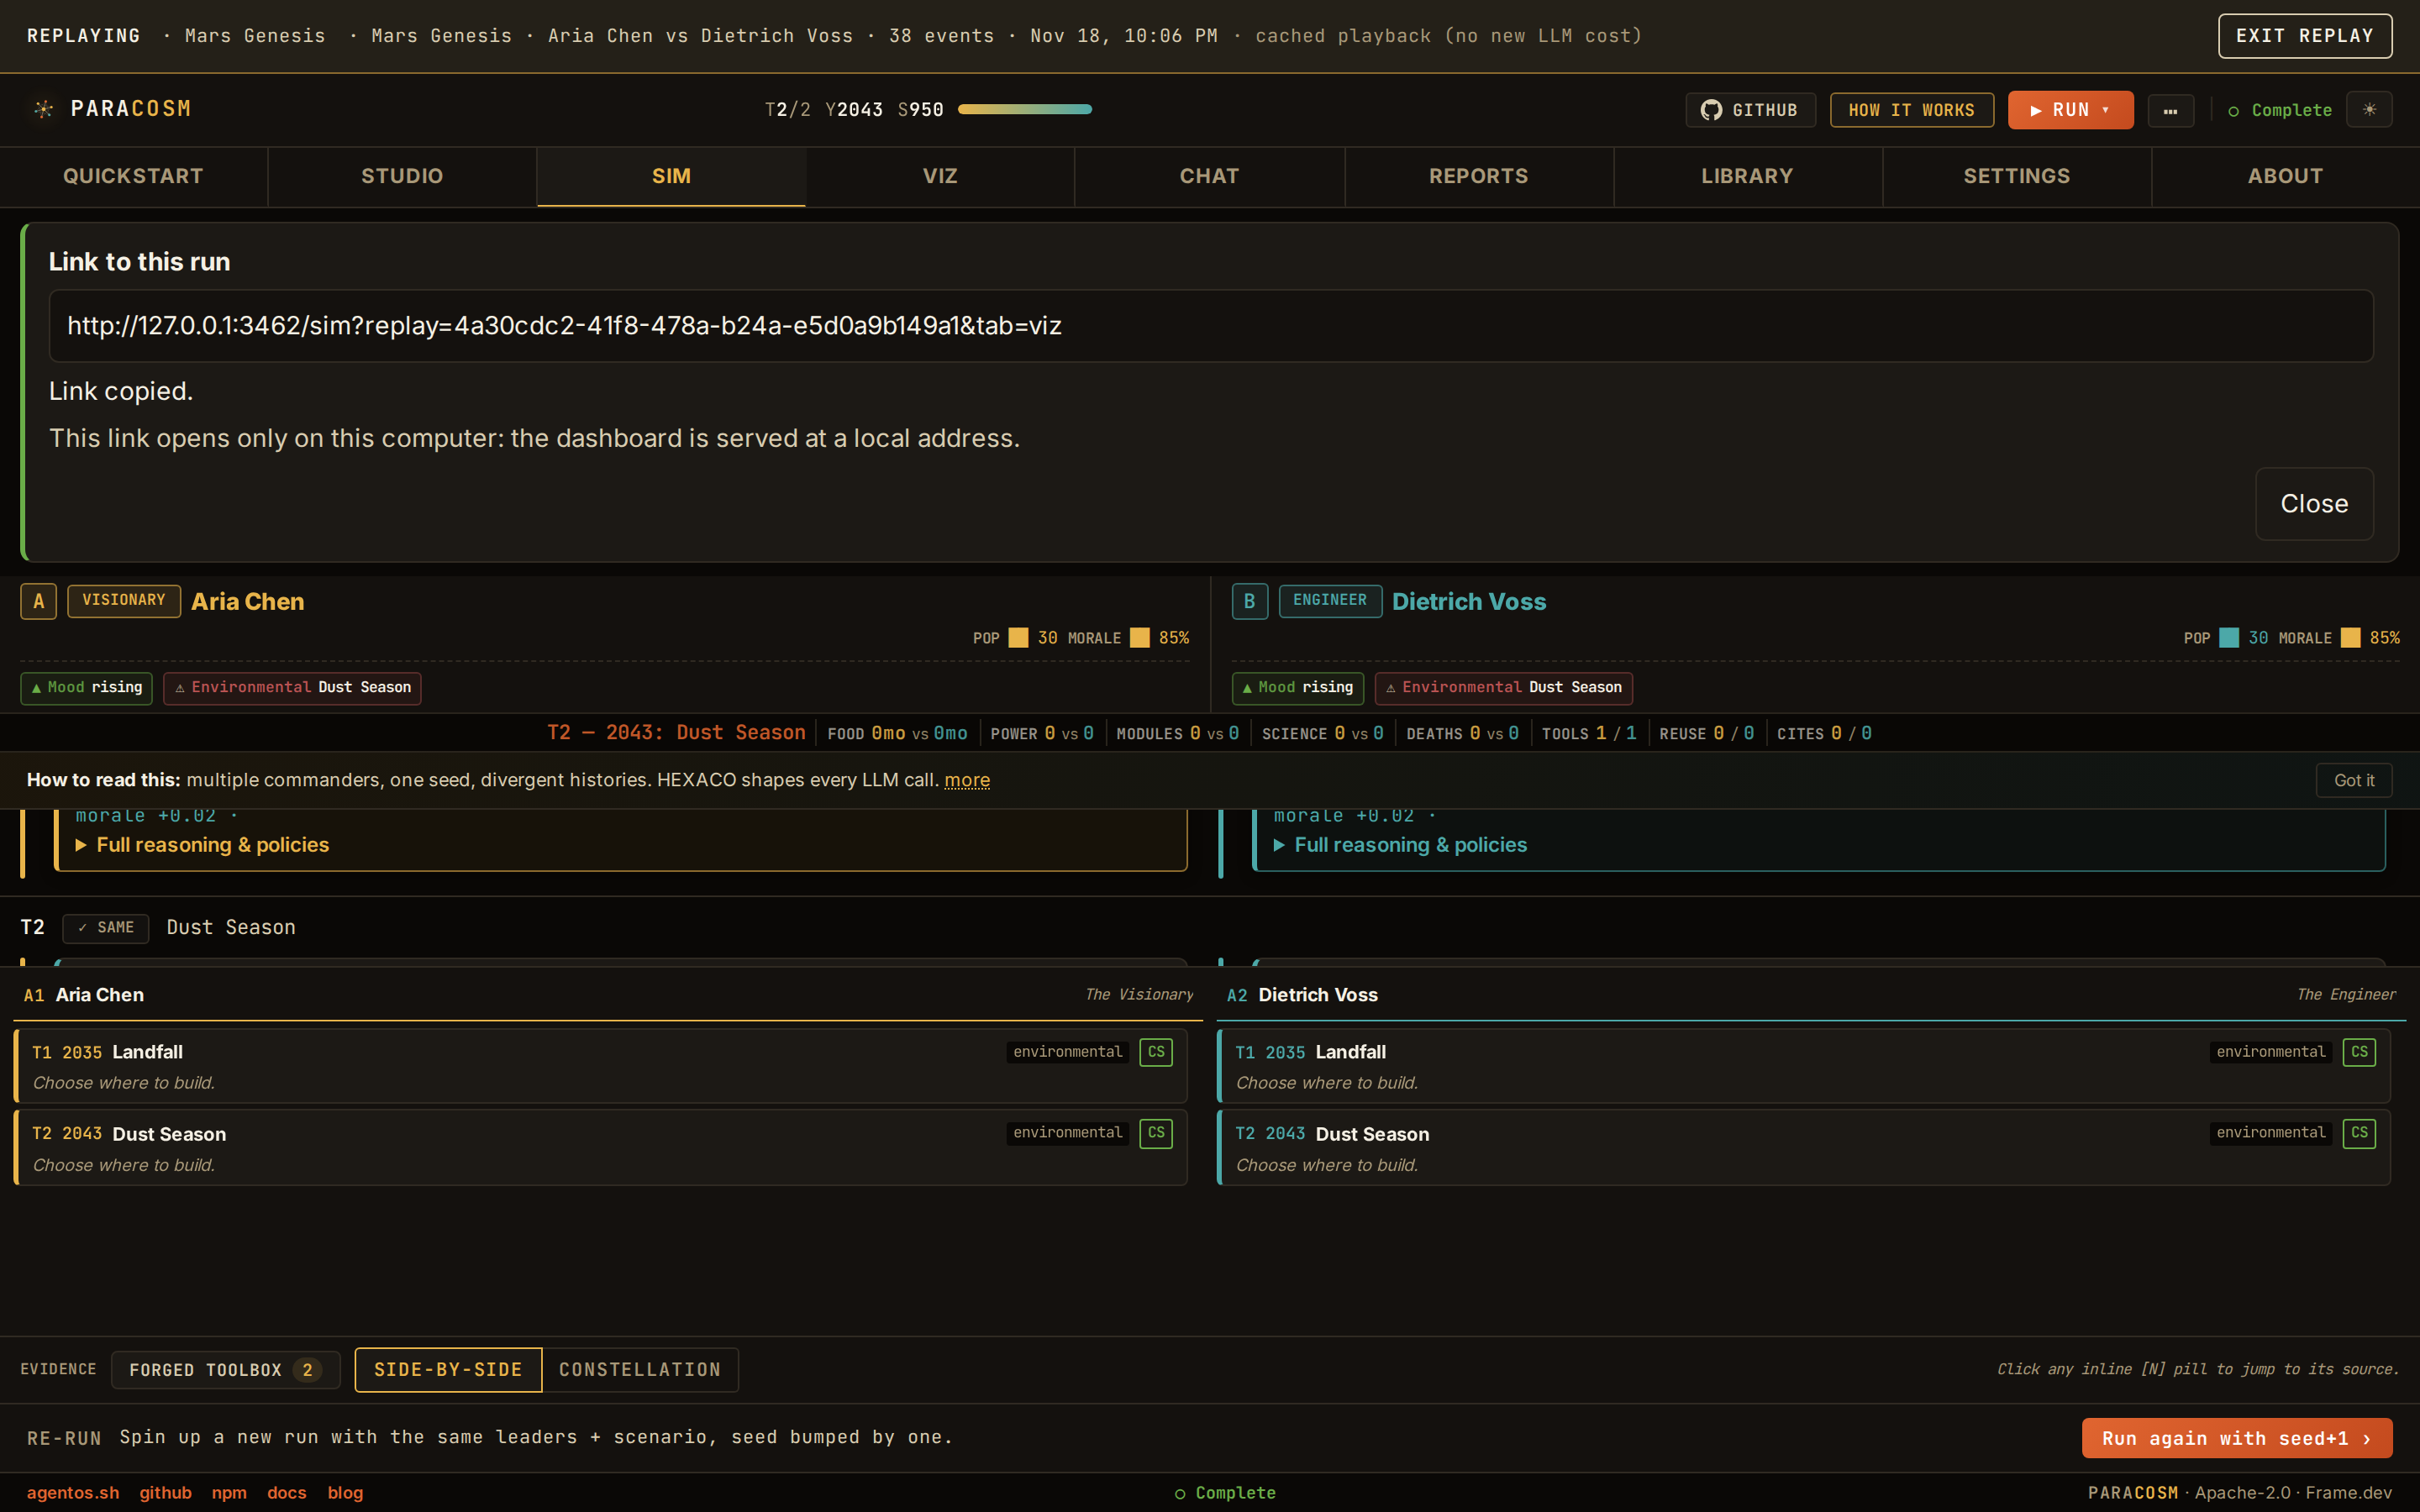 REPLAYING · Mars Genesis · Mars Genesis · Aria Chen vs Dietrich Voss · 38 events · Nov 18, 10:06 PM · cached playback (no new LLM cost)
EXIT REPLAY
PARACOSM
T2/2 Y2043 S950
GITHUB
HOW IT WORKS
▶ RUN ▾
…
○ Complete
QUICKSTART
STUDIO
SIM
VIZ
CHAT
REPORTS
LIBRARY
SETTINGS
ABOUT
Link to this run
http://127.0.0.1:3462/sim?replay=4a30cdc2-41f8-478a-b24a-e5d0a9b149a1&tab=viz
Link copied.
This link opens only on this computer: the dashboard is served at a local address.
Close
A VISIONARY Aria Chen
POP 30 MORALE 85%
▲ Mood rising ⚠ Environmental Dust Season
B ENGINEER Dietrich Voss
POP 30 MORALE 85%
▲ Mood rising ⚠ Environmental Dust Season
T2 — 2043: Dust Season FOOD 0mo vs 0mo POWER 0 vs 0 MODULES 0 vs 0 SCIENCE 0 vs 0 DEATHS 0 vs 0 TOOLS 1 / 1 REUSE 0 / 0 CITES 0 / 0
How to read this: multiple commanders, one seed, divergent histories. HEXACO shapes every LLM call. more
Got it
morale +0.02 ·
▶ Full reasoning & policies
morale +0.02 ·
▶ Full reasoning & policies
T2 ✓ SAME Dust Season
A1 Aria Chen The Visionary
T1 2035 Landfall environmental CS
Choose where to build.
T2 2043 Dust Season environmental CS
Choose where to build.
A2 Dietrich Voss The Engineer
T1 2035 Landfall environmental CS
Choose where to build.
T2 2043 Dust Season environmental CS
Choose where to build.
EVIDENCE FORGED TOOLBOX 2 SIDE-BY-SIDE CONSTELLATION
Click any inline [N] pill to jump to its source.
RE-RUN Spin up a new run with the same leaders + scenario, seed bumped by one.
Run again with seed+1 ›
agentos.sh github npm docs blog
○ Complete
PARACOSM · Apache-2.0 · Frame.dev